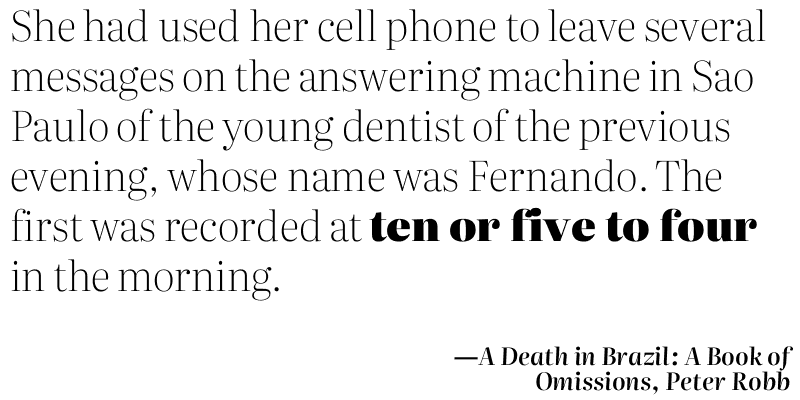 She had used her cell phone to leave several
messages on the answering machine in Sao
Paulo of the young dentist of the previous
evening, whose name was Fernando. The
first was recorded at ten or five to four
in the morning.
—A Death in Brazil: A Book of
Omissions, Peter Robb